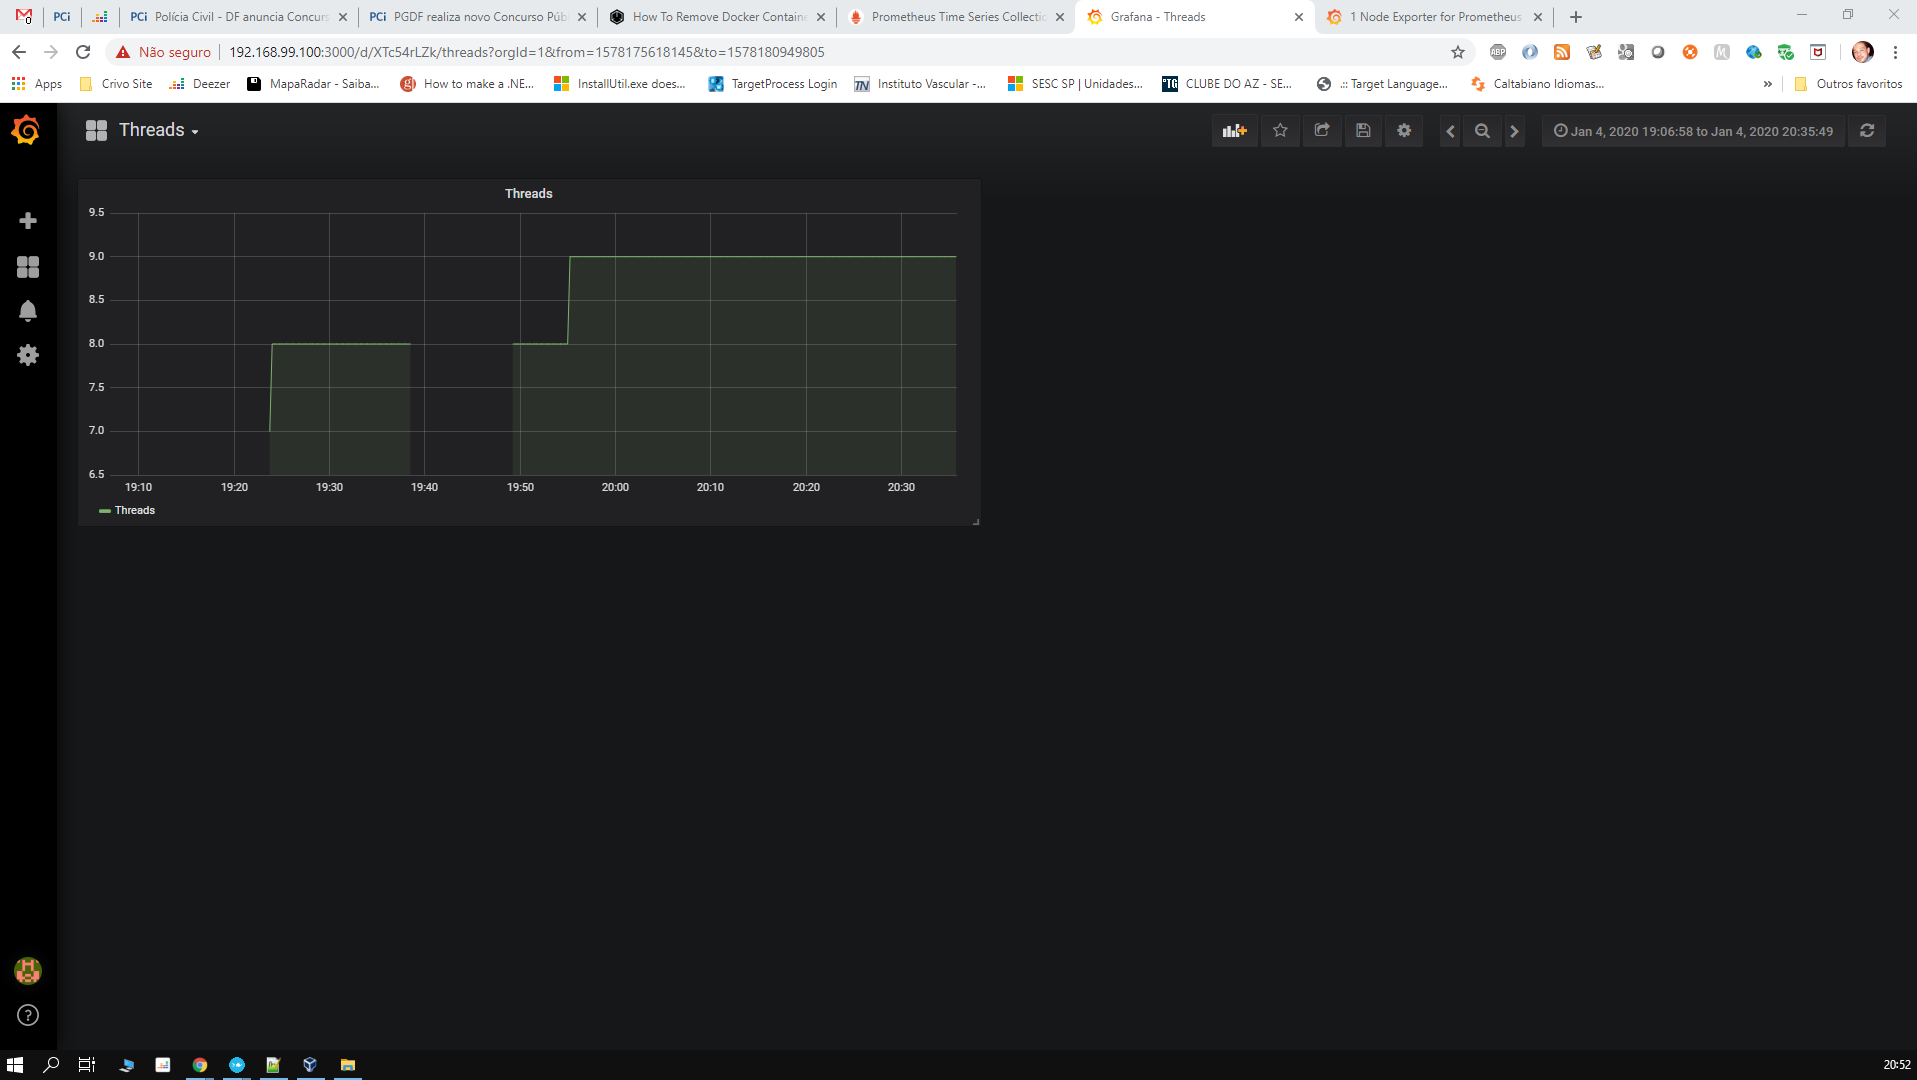 PCi
PCi Polícia Civil - DF anuncia Concurs
PCi PGDF realiza novo Concurso Púb
How To Remove Docker Containe
Prometheus Time Series Collectio
Grafana - Threads
1 Node Exporter for Prometheus
Não seguro
192.168.99.100:3000/d/XTc54rLZk/threads?orgId=1&from=1578175618145&to=1578180949805
ABP
Apps
Crivo Site
Deezer
MapaRadar - Saiba...
How to make a .NE...
InstallUtil.exe does...
TargetProcess Login
Instituto Vascular -...
SESC SP | Unidades...
CLUBE DO AZ - SE...
.:: Target Language...
Caltabiano Idiomas...
»
Outros favoritos
Threads
Jan 4, 2020 19:06:58 to Jan 4, 2020 20:35:49
Threads
9.5
9.0
8.5
8.0
7.5
7.0
6.5
19:10 19:20 19:30 19:40 19:50 20:00 20:10 20:20 20:30
Threads
20:52